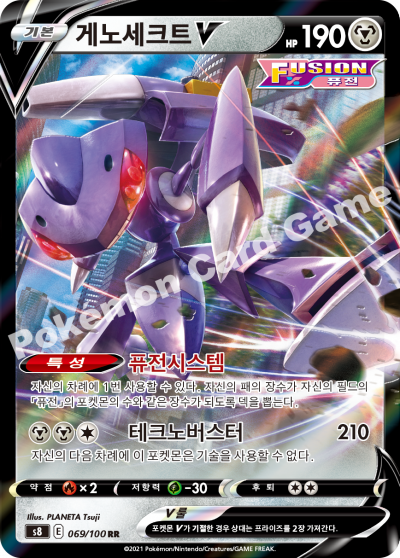 기본 게노세크트 V HP 190
FUSION
퓨전
Pokémon Card Game
특성 퓨전시스템
자신의 차례에 1번 사용할 수 있다. 자신의 패의 장수가 자신의 필드의
「퓨전」의 포켓몬의 수와 같은 장수가 되도록 덱을 뽑는다.
테크노버스터 210
자신의 다음 차례에 이 포켓몬은 기술을 사용할 수 없다.
약점 ×2 저항력 -30 후퇴
Illus. PLANETA Tsuji
V룰
s8 E 069/100 RR
포켓몬 V가 기절한 경우 상대는 프라이즈를 2장 가져간다.
©2021 Pokémon/Nintendo/Creatures/GAME FREAK.